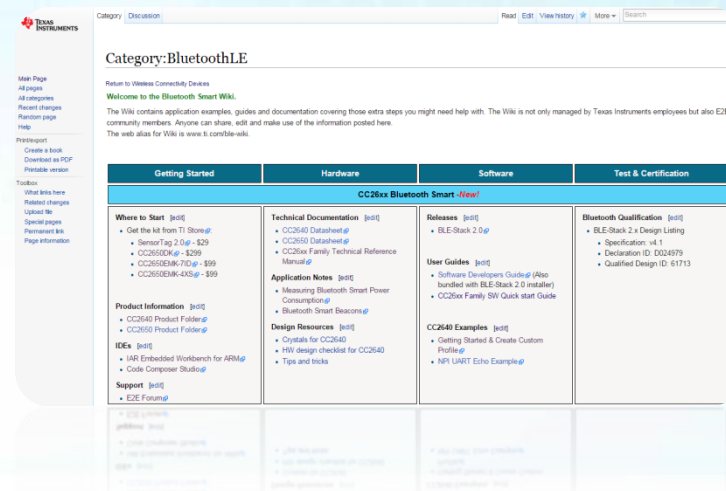 TEXAS INSTRUMENTS
Category Discussion
Read Edit View history More Search
Category:BluetoothLE
Main Page
All pages
All categories
Recent changes
Random page
Help
Print/export
Create a book
Download as PDF
Printable version
Toolbox
What links here
Related changes
Upload file
Special pages
Permanent link
Page information
Return to Wireless Connectivity Devices
Welcome to the Bluetooth Smart Wiki.
The Wiki contains application examples, guides and documentation covering those extra steps you might need help with. The Wiki is not only managed by Texas Instruments employees but also E2E
community members. Anyone can share, edit and make use of the information posted here.
The web alias for Wiki is www.ti.com/ble-wiki.
Getting Started Hardware Software Test & Certification
CC26xx Bluetooth Smart -New!
Where to Start [edit]
• Get the kit from TI Store:
• SensorTag 2.0 - $29
• CC2650DK - $299
• CC2650EMK-7ID - $99
• CC2650EMK-4XS - $99
Product Information [edit]
• CC2640 Product Folder
• CC2650 Product Folder
IDEs [edit]
• IAR Embedded Workbench for ARM
• Code Composer Studio
Support [edit]
• E2E Forum
Technical Documentation [edit]
• CC2640 Datasheet
• CC2650 Datasheet
• CC26xx Family Technical Reference
Manual
Application Notes [edit]
• Measuring Bluetooth Smart Power
Consumption
• Bluetooth Smart Beacons
Design Resources [edit]
• Crystals for CC2640
• HW design checklist for CC2640
• Tips and tricks
Releases [edit]
• BLE-Stack 2.0
User Guides [edit]
• Software Developers Guide (Also
bundled with BLE-Stack 2.0 installer)
• CC26xx Family SW Quick start Guide
CC2640 Examples [edit]
• Getting Started & Create Custom
Profile
• NPI UART Echo Example
Bluetooth Qualification [edit]
• BLE-Stack 2.x Design Listing
• Specification: v4.1
• Declaration ID: D024979
• Qualified Design ID: 61713